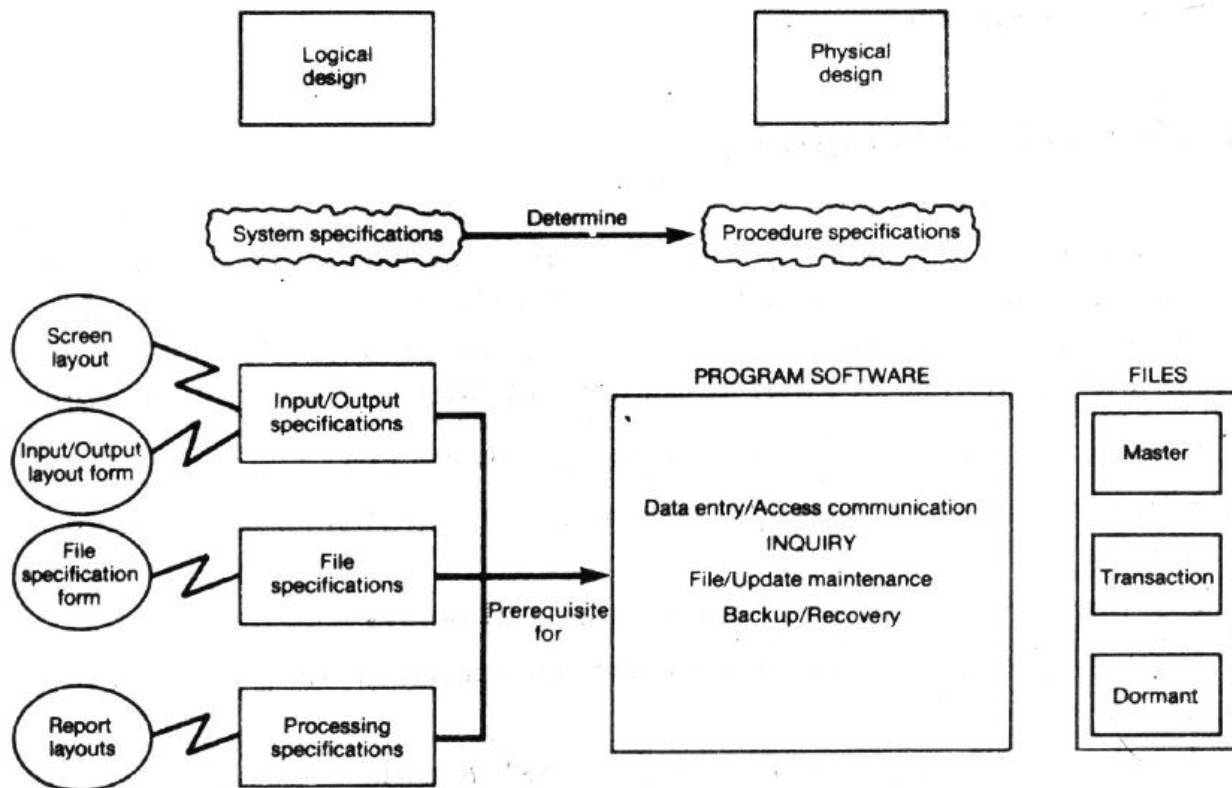 Logical
design
Physical
design
System specifications
Determine
Procedure specifications
Screen
layout
Input/Output
specifications
Input/Output
layout form
File
specification
form
File
specifications
Prerequisite
for
Report
layouts
Processing
specifications
PROGRAM SOFTWARE
Data entry/Access communication
INQUIRY
File/Update maintenance
Backup/Recovery
FILES
Master
Transaction
Dormant